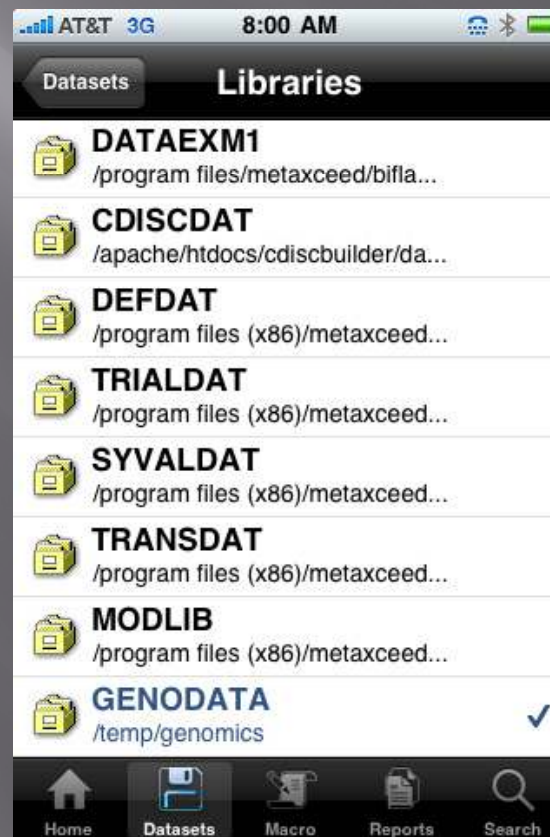 AT&T 3G 8:00 AM
Datasets Libraries
DATAEXM1
/program files/metaxceed/bifla...
CDISCDAT
/apache/htdocs/cdiscbuilder/da...
DEFDAT
/program files (x86)/metaxceed...
TRIALDAT
/program files (x86)/metaxceed...
SYVALDAT
/program files (x86)/metaxceed...
TRANSDAT
/program files (x86)/metaxceed...
MODLIB
/program files (x86)/metaxceed...
GENODATA
/temp/genomics
Home Datasets Macro Reports Search